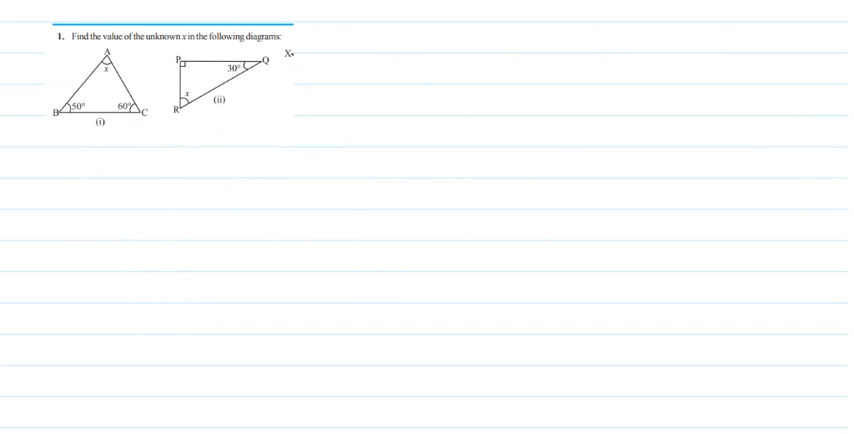 1. Find the value of the unknown x in the following diagrams:
A
x
B 50° 60° C
(i)
P Q
30°
x
R
(ii)
X